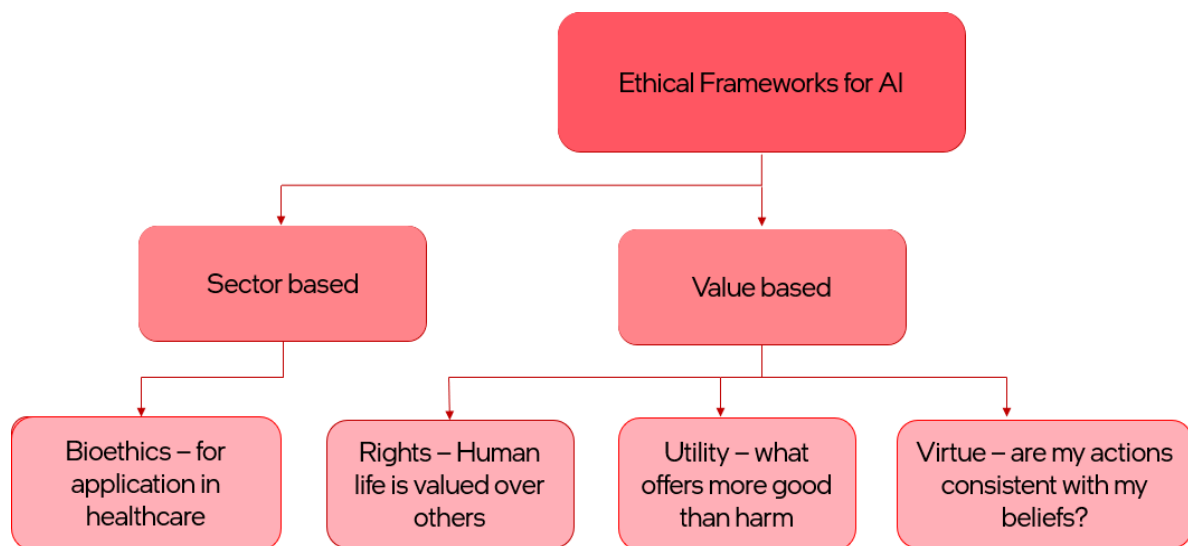 Ethical Frameworks for AI
Sector based
Value based
Bioethics – for
application in
healthcare
Rights – Human
life is valued over
others
Utility – what
offers more good
than harm
Virtue – are my actions
consistent with my
beliefs?